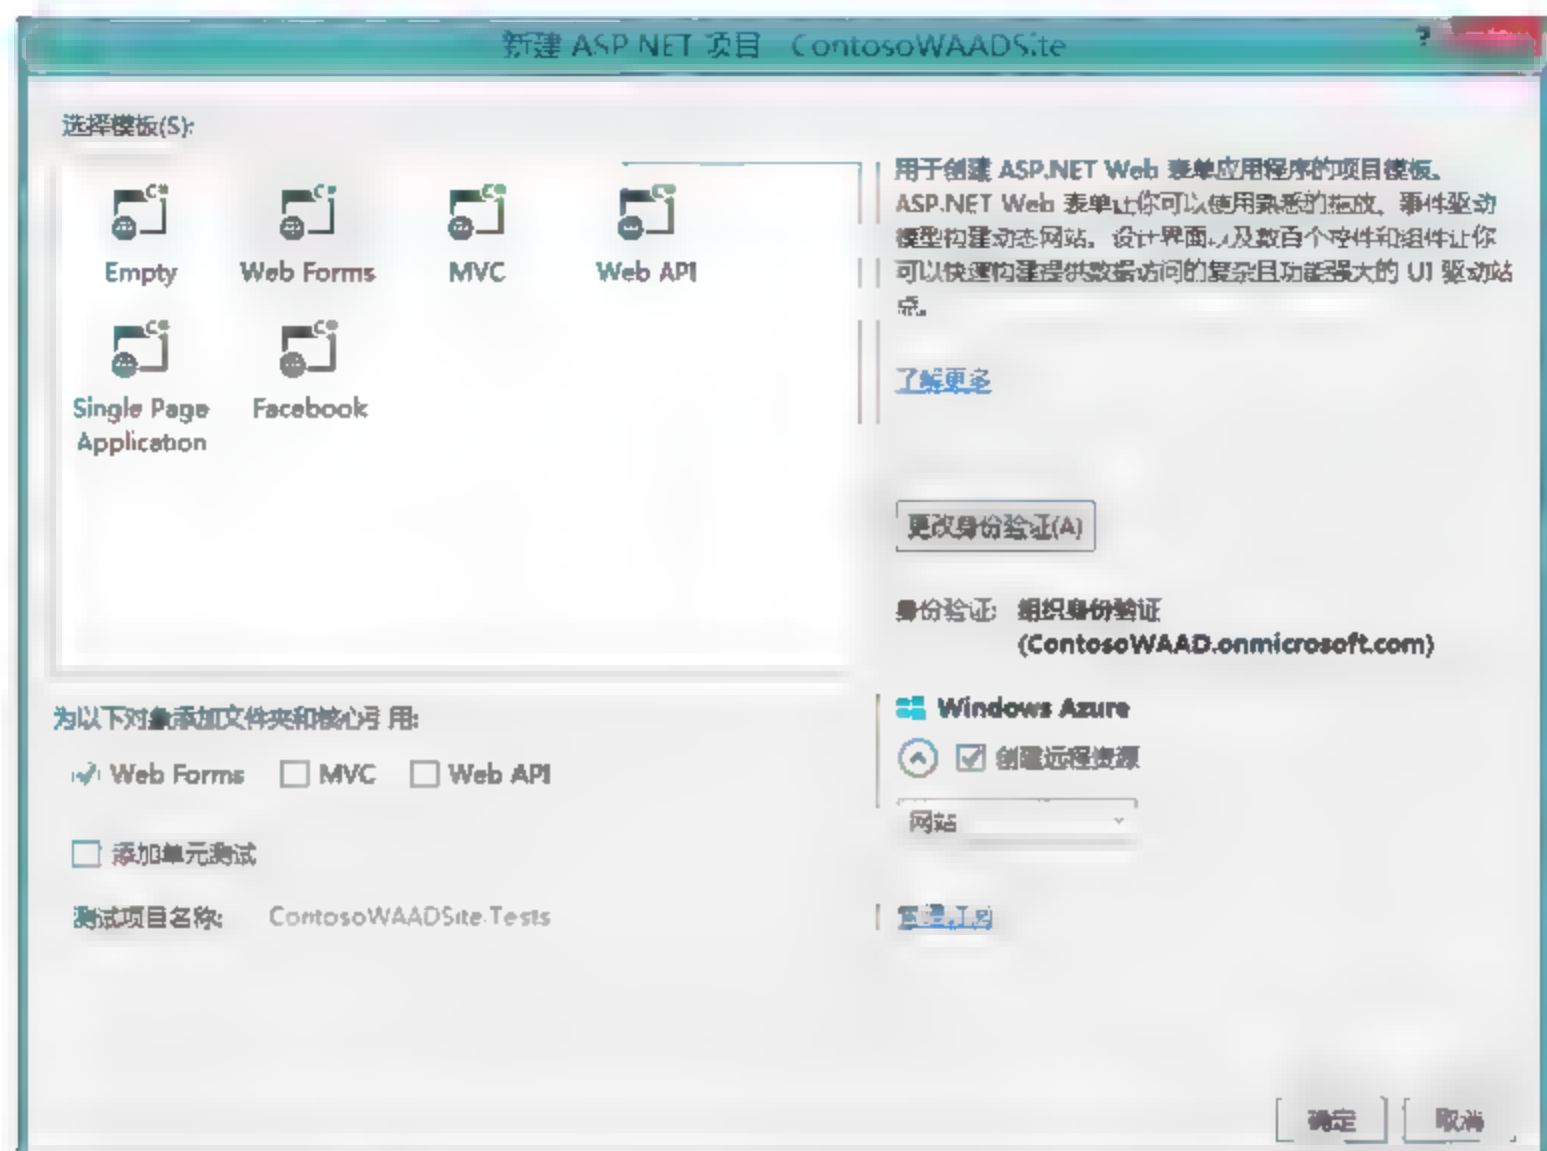 新建 ASP.NET 项目 - ContosoWAADSite
?
选择模板(S):
Empty
Web Forms
MVC
Web API
Single Page
Application
Facebook
用于创建 ASP.NET Web 表单应用程序的项目模板。
ASP.NET Web 表单让你可以使用熟悉的拖放、事件驱动
模型构建动态网站。设计界面以及数百个控件和组件让你
可以快速构建提供数据访问的复杂且功能强大的 UI 驱动站
点。
了解更多
更改身份验证(A)
身份验证: 组织身份验证
(ContosoWAAD.onmicrosoft.com)
为以下对象添加文件夹和核心引用:
Web Forms MVC Web API
添加单元测试
测试项目名称: ContosoWAADSite.Tests
Windows Azure
创建远程资源
网站
管理订阅
确定 取消